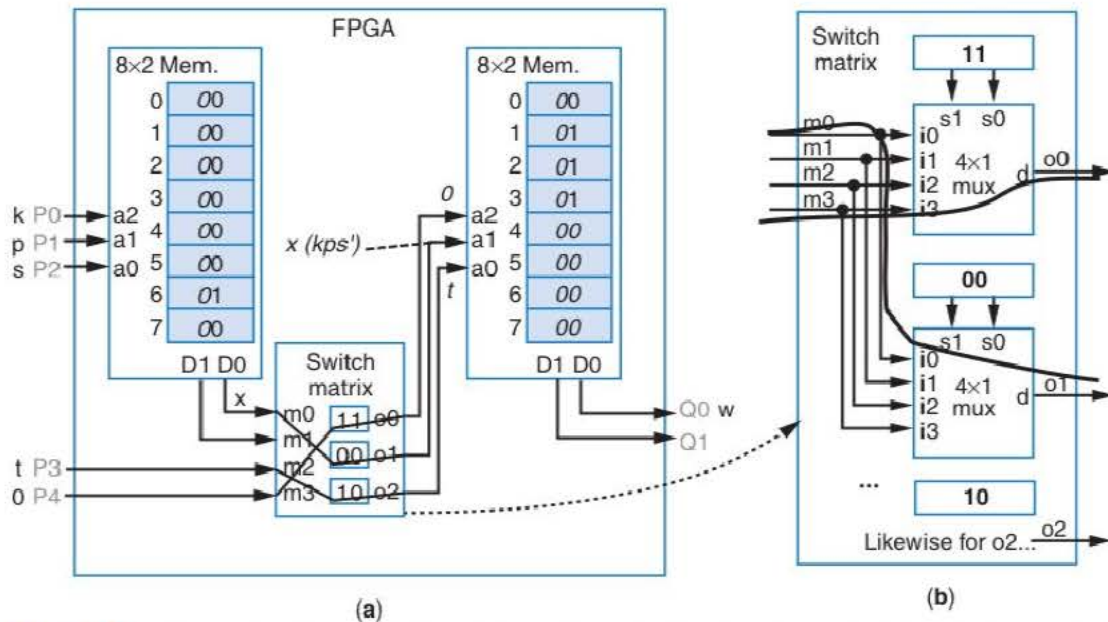 FPGA
8×2 Mem.
0 00
1 00
2 00
3 00
4 00
5 00
6 01
7 00
k P0
p P1
s P2
a2
a1
a0
D1 D0
x
t P3
0 P4
Switch
matrix
m0
m1
m2
m3
11 o0
00 o1
10 o2
8×2 Mem.
0 00
1 01
2 01
3 01
4 00
5 00
6 00
7 00
0
x (kps')
t
a2
a1
a0
D1 D0
Q0 w
Q1
(a)
Switch
matrix
11
s1 s0
m0
m1
m2
m3
i0
i1
i2
i3
4×1
mux
d
o0
00
s1 s0
i0
i1
i2
i3
4×1
mux
d
o1
...
10
o2
Likewise for o2...
(b)